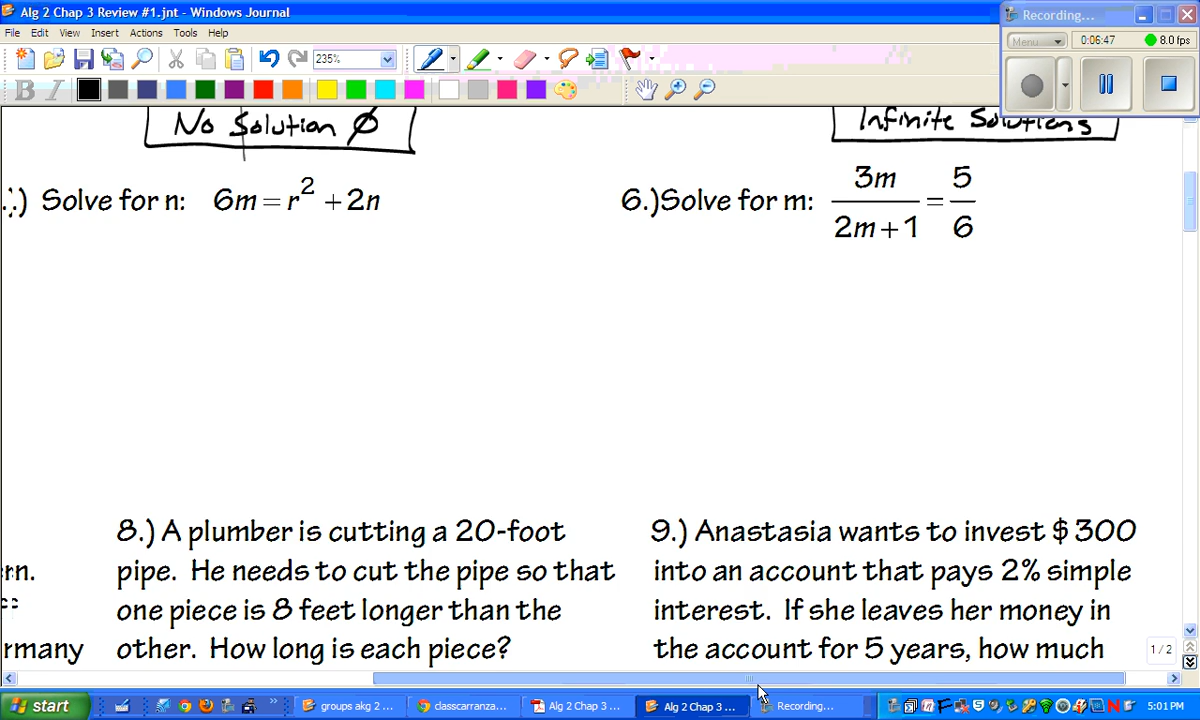 Alg 2 Chap 3 Review #1.jnt - Windows Journal
Recording...
File Edit View Insert Actions Tools Help
Menu 0:06:47 8.0 fps
235%
B I
No Solution ∅
Infinite Solutions
.) Solve for n: 6m = r² + 2n
6.)Solve for m: 3m / 2m + 1 = 5 / 6
8.) A plumber is cutting a 20-foot
pipe. He needs to cut the pipe so that
one piece is 8 feet longer than the
other. How long is each piece?
9.) Anastasia wants to invest $ 300
into an account that pays 2% simple
interest. If she leaves her money in
the account for 5 years, how much
rn.
rmany
1 / 2
start
groups akg 2 ...
classcarranza...
Alg 2 Chap 3 ...
Alg 2 Chap 3 ...
Recording...
5:01 PM